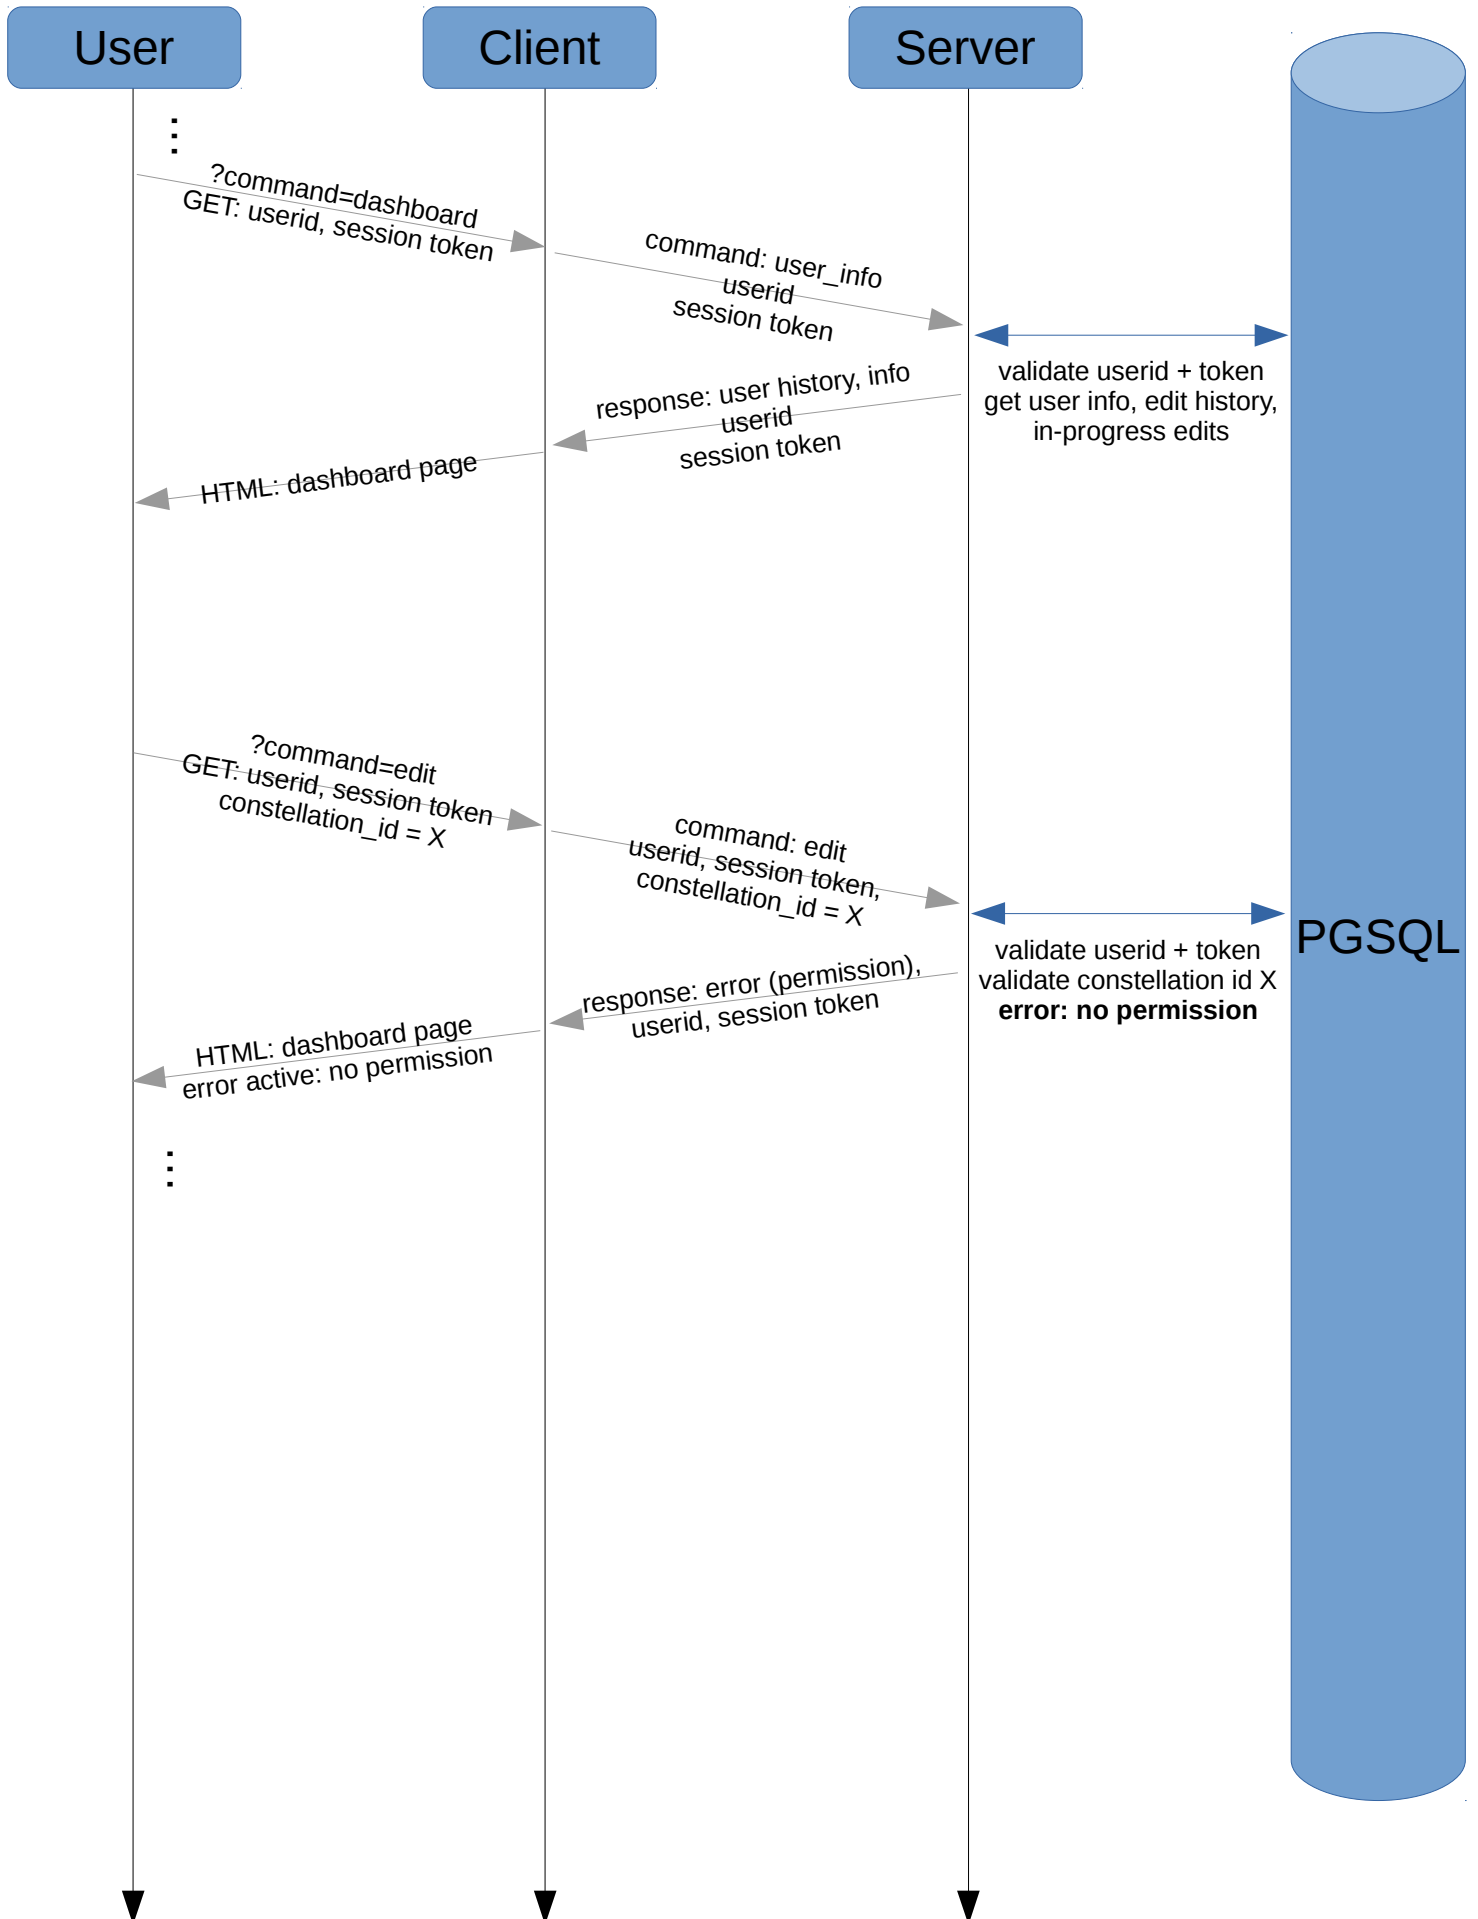 User
Client
Server
?command=dashboard
GET: userid, session token
command: user_info
userid
session token
validate userid + token
get user info, edit history,
in-progress edits
response: user history, info
userid
session token
HTML: dashboard page
?command=edit
GET: userid, session token
constellation_id = X
command: edit
userid, session token,
constellation_id = X
PGSQL
validate userid + token
validate constellation id X
error: no permission
response: error (permission),
userid, session token
HTML: dashboard page
error active: no permission